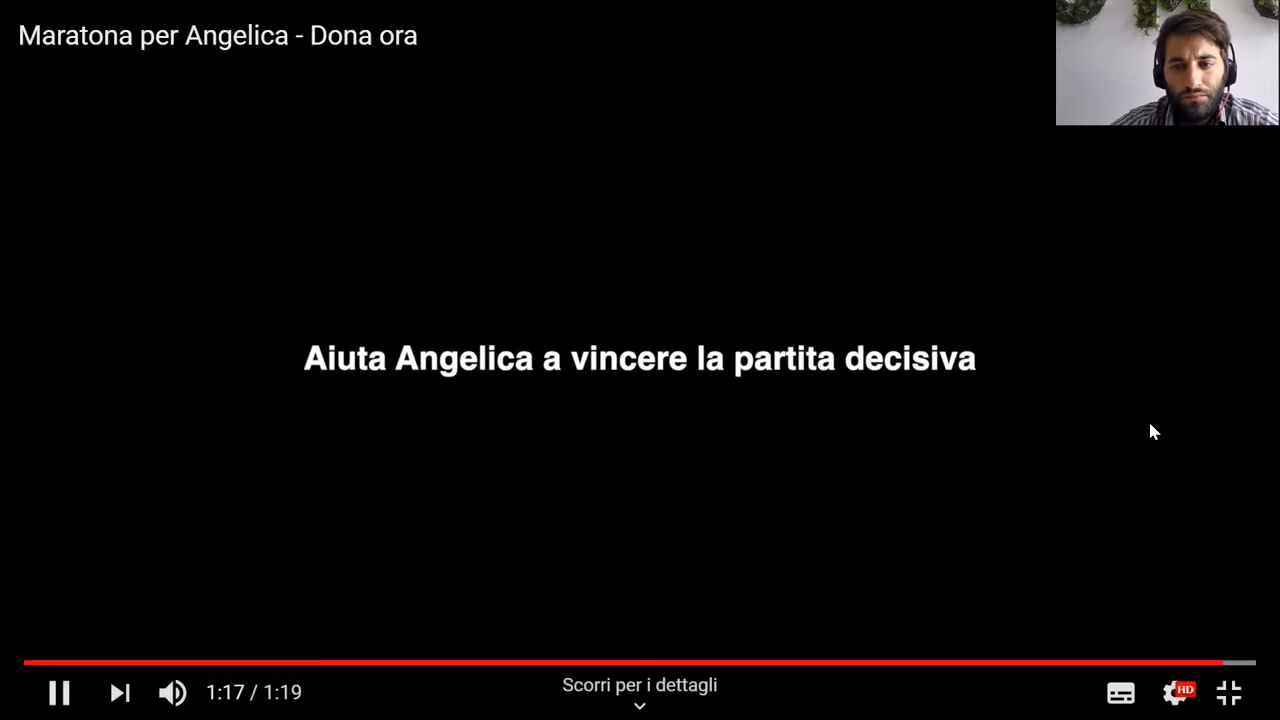 Maratona per Angelica - Dona ora
Aiuta Angelica a vincere la partita decisiva
1:17 / 1:19
Scorri per i dettagli
HD